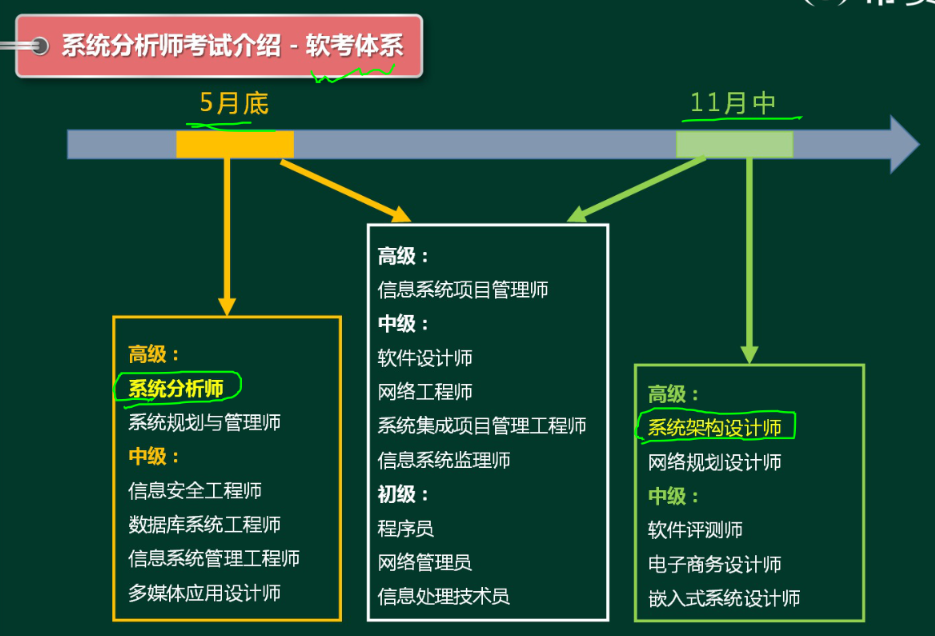 系统分析师考试介绍 - 软考体系
5月底
11月中
高级：
系统分析师
系统规划与管理师
中级：
信息安全工程师
数据库系统工程师
信息系统管理工程师
多媒体应用设计师
高级：
信息系统项目管理师
中级：
软件设计师
网络工程师
系统集成项目管理工程师
信息系统监理师
初级：
程序员
网络管理员
信息处理技术员
高级：
系统架构设计师
网络规划设计师
中级：
软件评测师
电子商务设计师
嵌入式系统设计师